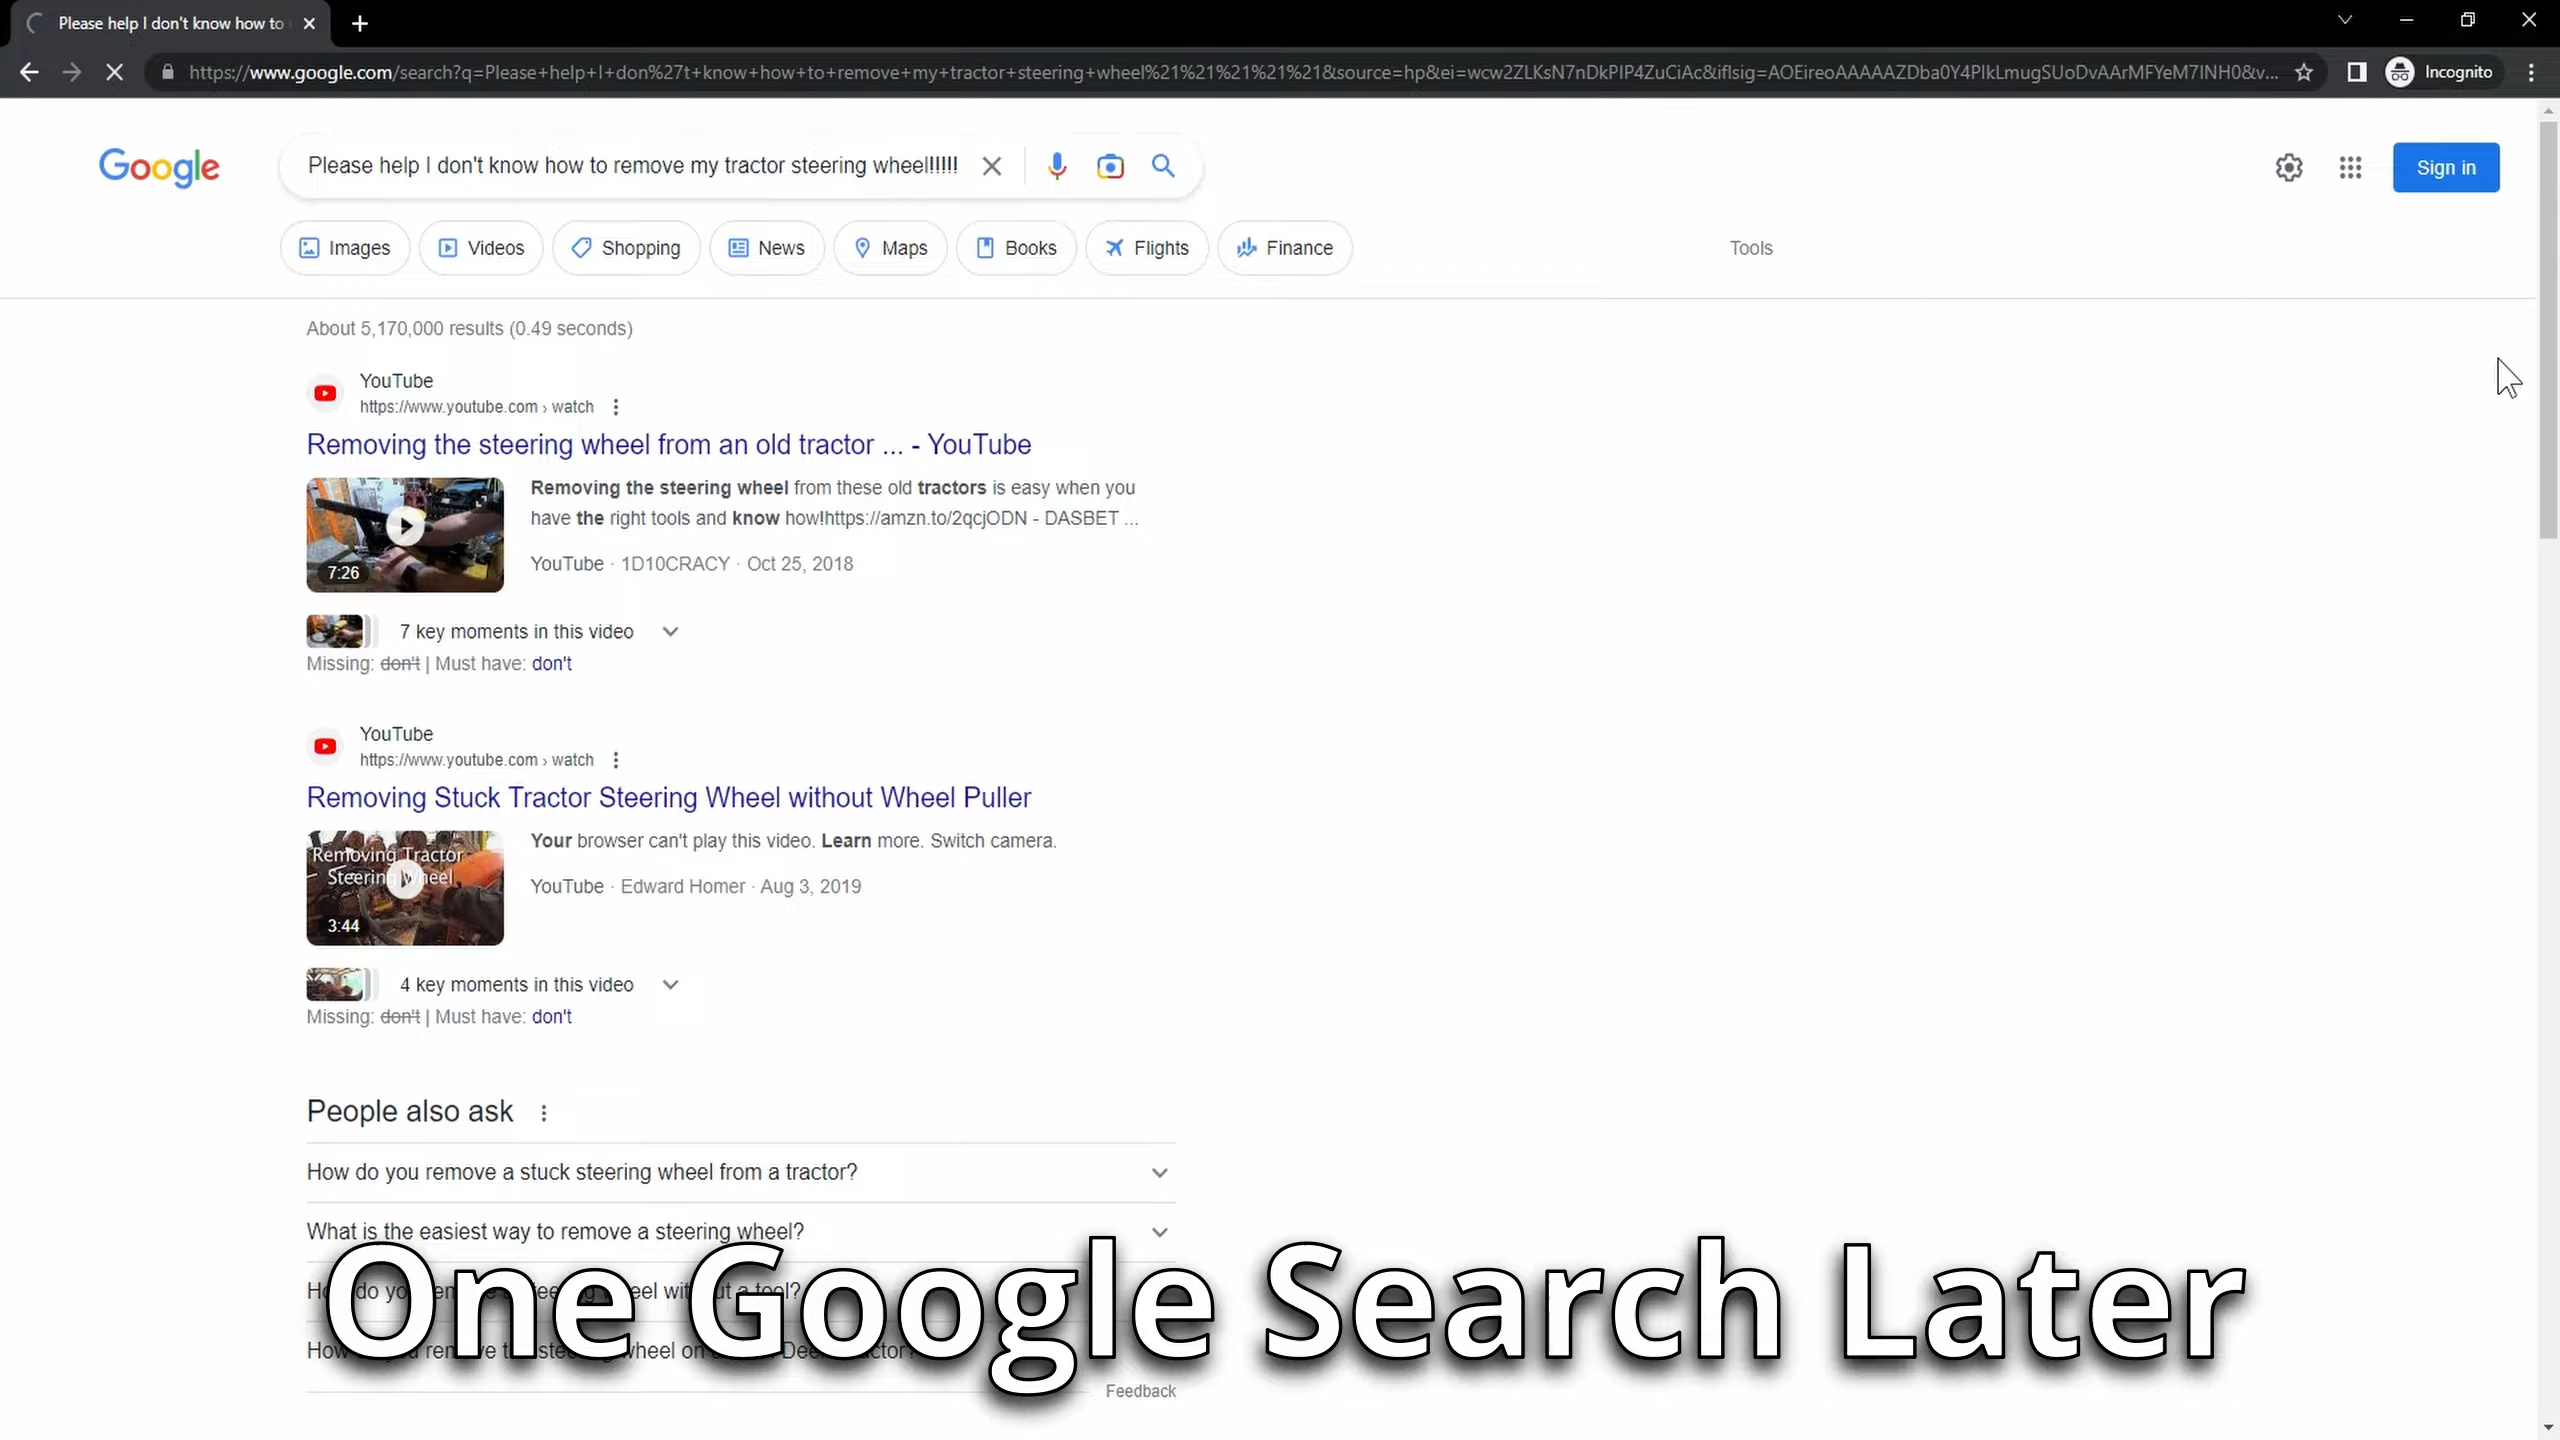 Please help I don't know how to
https://www.google.com/search?q=Please+help+I+don%27t+know+how+to+remove+my+tractor+steering+wheel%21%21%21%21%21&source=hp&ei=wcw2ZLKsN7nDkPIP4ZuCiAc&iflsig=AOEireoAAAAAZDba0Y4PIkLmugSUoDvAArMFYeM7INH0&v...
Incognito
Google
Please help I don't know how to remove my tractor steering wheel!!!!!
Sign in
Images
Videos
Shopping
News
Maps
Books
Flights
Finance
Tools
About 5,170,000 results (0.49 seconds)
YouTube
https://www.youtube.com › watch
Removing the steering wheel from an old tractor ... - YouTube
Removing the steering wheel from these old tractors is easy when you
have the right tools and know how!https://amzn.to/2qcjODN - DASBET ...
7:26
YouTube · 1D10CRACY · Oct 25, 2018
7 key moments in this video
Missing: don't | Must have: don't
YouTube
https://www.youtube.com › watch
Removing Stuck Tractor Steering Wheel without Wheel Puller
Removing Tractor
Steering Wheel
3:44
Your browser can't play this video. Learn more. Switch camera.
YouTube · Edward Homer · Aug 3, 2019
4 key moments in this video
Missing: don't | Must have: don't
People also ask
How do you remove a stuck steering wheel from a tractor?
What is the easiest way to remove a steering wheel?
One Google Search Later
Feedback